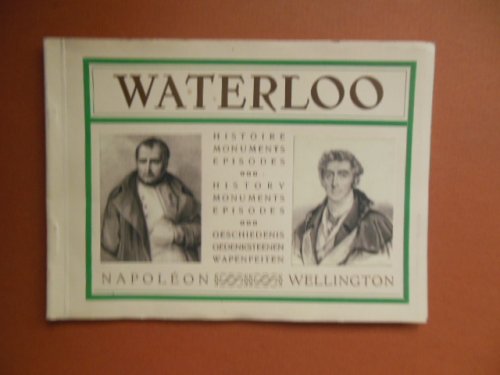 WATERLOO
HISTOIRE
MONUMENTS
EPISODES
HISTORY
MONUMENTS
EPISODES
GESCHIEDENIS
GEDENKSTEENEN
WAPENFEITEN
NAPOLÉON
WELLINGTON